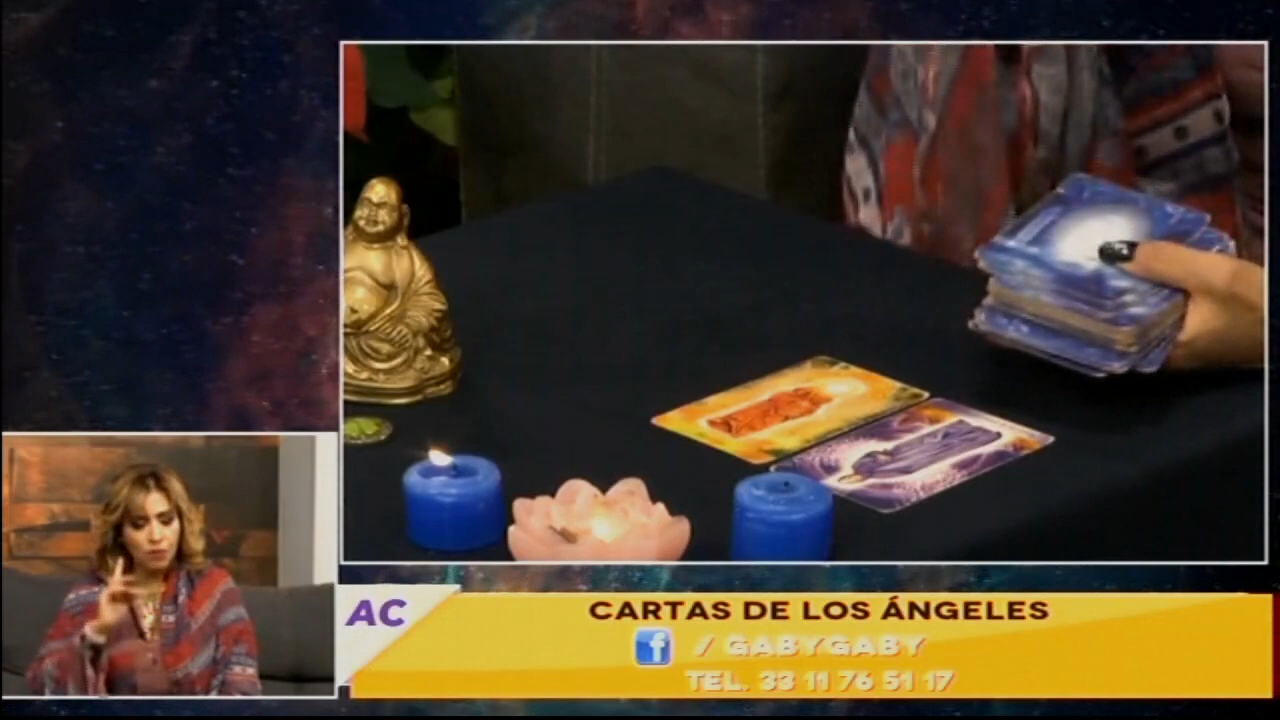 AC
CARTAS DE LOS ÁNGELES
f / GABYGABY
TEL. 33 11 76 51 17